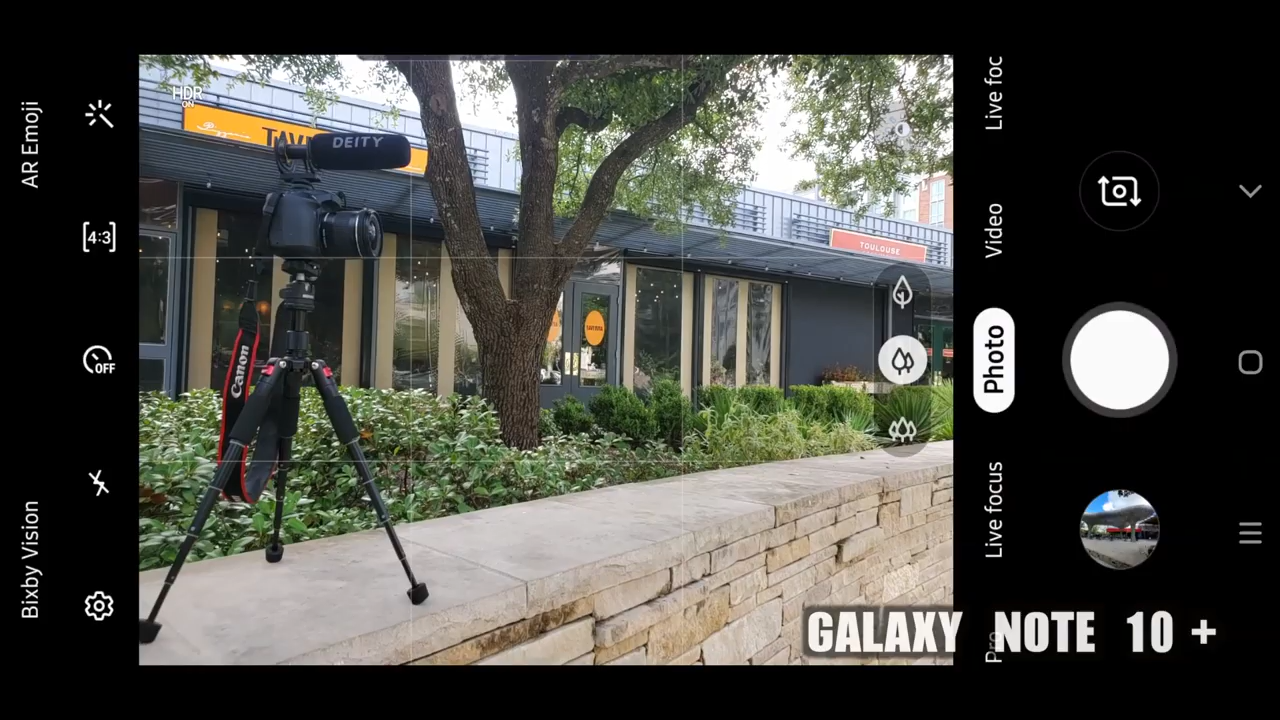 AR Emoji
Bixby Vision
4:3
OFF
HDR
ON
DEITY
Canon
TOULOUSE
Live foc
Video
Photo
Live focus
Pro
GALAXY NOTE 10 +